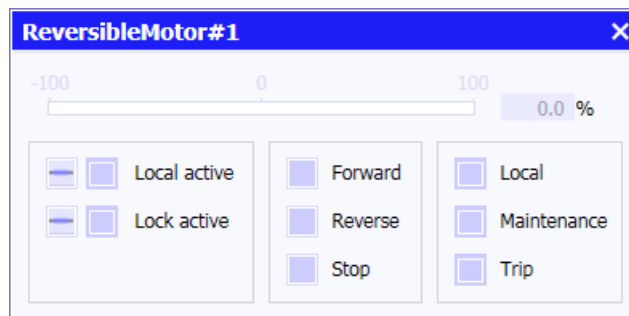 ReversibleMotor#1
-100 0 100
0.0 %
Local active Forward Local
Lock active Reverse Maintenance
Stop Trip